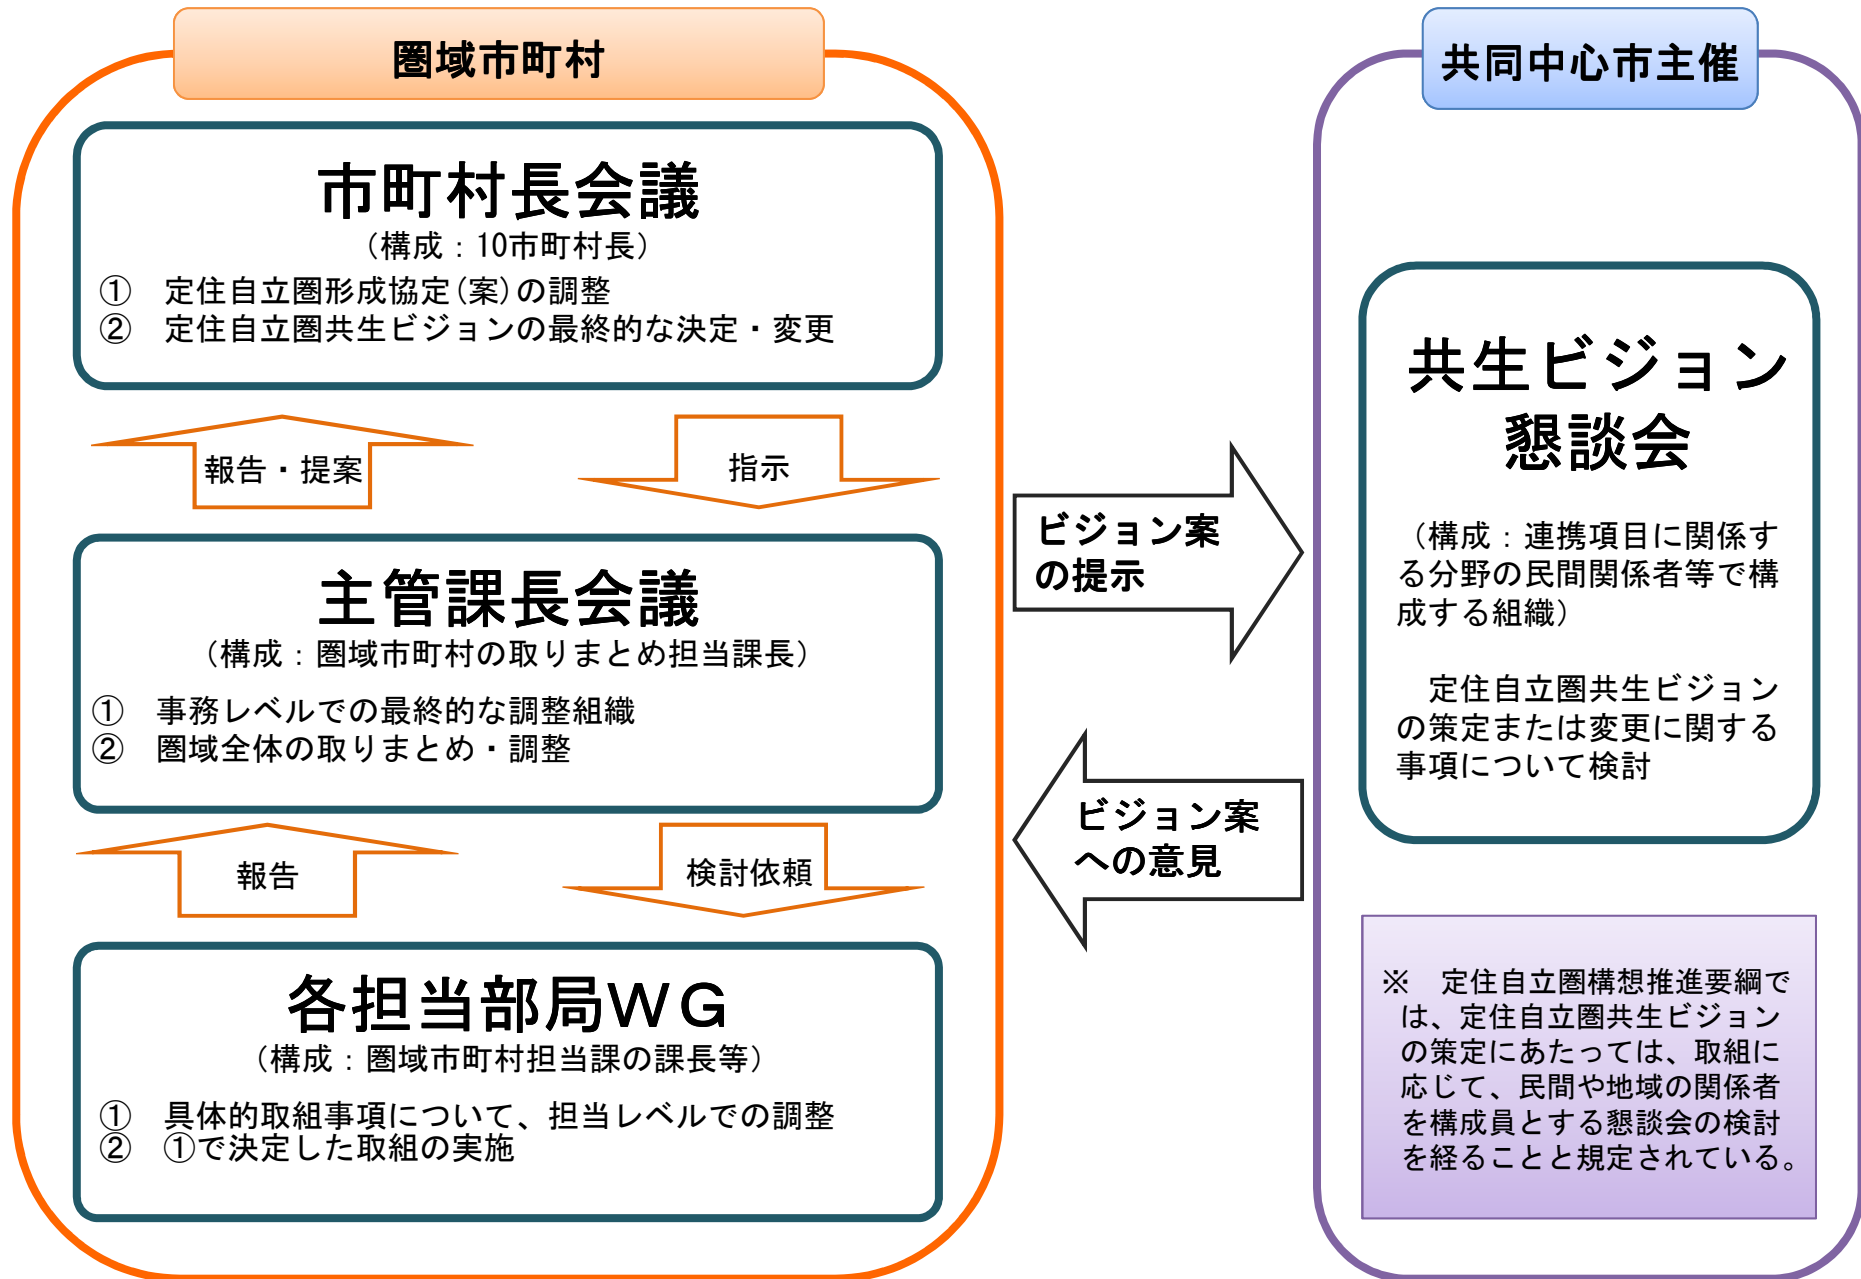 圏域市町村
市町村長会議
（構成：10市町村長）
①　定住自立圏形成協定(案)の調整
②　定住自立圏共生ビジョンの最終的な決定・変更
報告・提案
指示
主管課長会議
（構成：圏域市町村の取りまとめ担当課長）
①　事務レベルでの最終的な調整組織
②　圏域全体の取りまとめ・調整
報告
検討依頼
各担当部局ＷＧ
（構成：圏域市町村担当課の課長等）
①　具体的取組事項について、担当レベルでの調整
②　①で決定した取組の実施
ビジョン案
の提示
ビジョン案
への意見
共同中心市主催
共生ビジョン
懇談会
（構成：連携項目に関係す
る分野の民間関係者等で構
成する組織）
定住自立圏共生ビジョン
の策定または変更に関する
事項について検討
※　定住自立圏構想推進要綱で
は、定住自立圏共生ビジョン
の策定にあたっては、取組に
応じて、民間や地域の関係者
を構成員とする懇談会の検討
を経ることと規定されている。